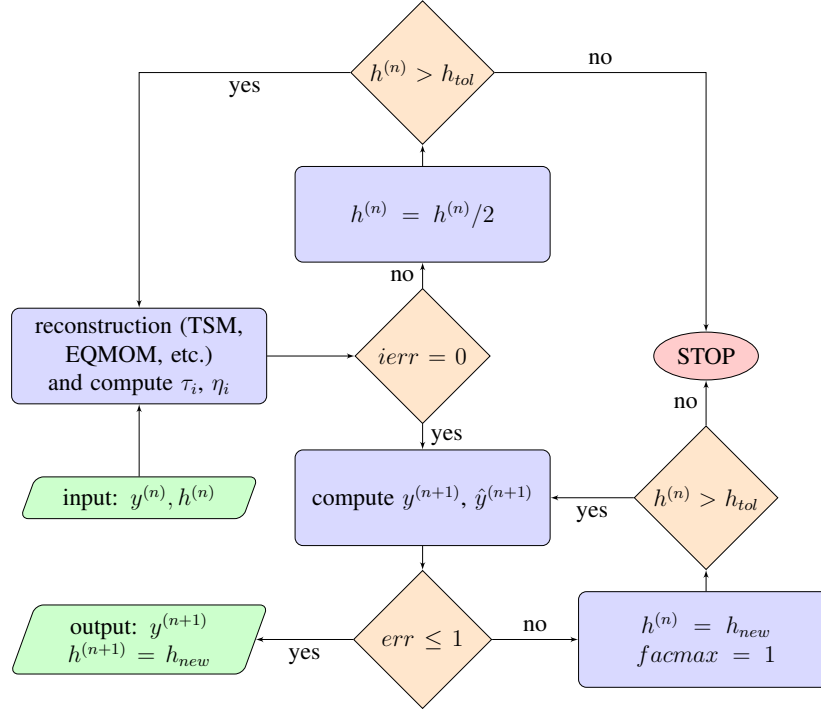 h^{(n)} > h_{tol}
yes
no
h^{(n)} = h^{(n)}/2
no
reconstruction (TSM,
EQMOM, etc.)
and compute τ_i, η_i
ierr = 0
STOP
yes
no
input: y^{(n)}, h^{(n)}
compute y^{(n+1)}, ŷ^{(n+1)}
yes
h^{(n)} > h_{tol}
output: y^{(n+1)}
h^{(n+1)} = h_{new}
yes
err ≤ 1
no
h^{(n)} = h_{new}
facmax = 1